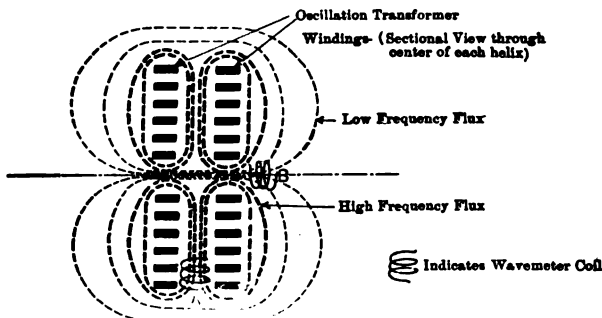 Oscillation Transformer
Windings- (Sectional View through
center of each helix)
Low Frequency Flux
B
High Frequency Flux
Indicates Wavemeter Coil